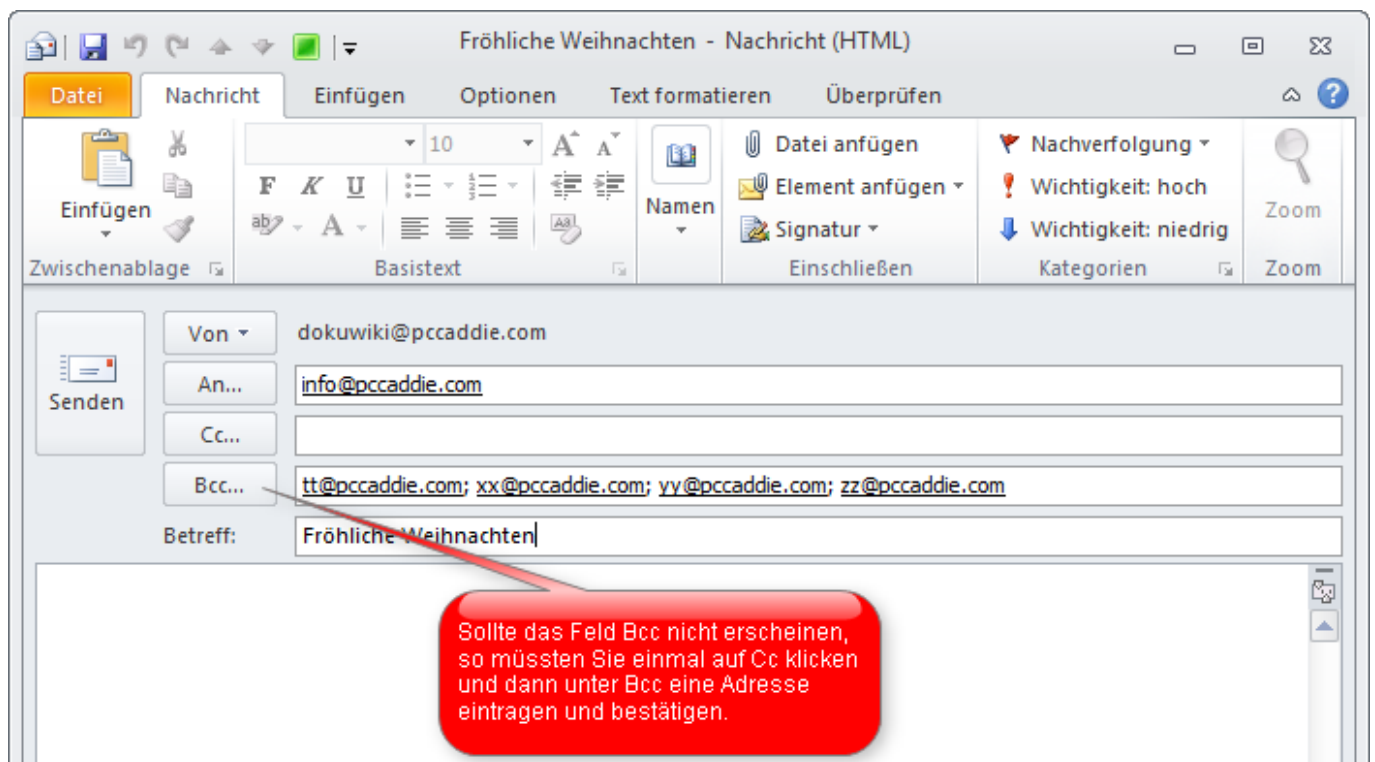 Fröhliche Weihnachten - Nachricht (HTML)
Datei Nachricht Einfügen Optionen Text formatieren Überprüfen
Einfügen
Zwischenablage
10 A A
F K U
ab A
Basistext
Namen
Datei anfügen
Element anfügen
Signatur
Einschließen
Nachverfolgung
Wichtigkeit: hoch
Wichtigkeit: niedrig
Kategorien
Zoom
Zoom
Senden
Von dokuwiki@pccaddie.com
An... info@pccaddie.com
Cc...
Bcc... tt@pccaddie.com; xx@pccaddie.com; yy@pccaddie.com; zz@pccaddie.com
Betreff: Fröhliche Weihnachten
Sollte das Feld Bcc nicht erscheinen,
so müssten Sie einmal auf Cc klicken
und dann unter Bcc eine Adresse
eintragen und bestätigen.